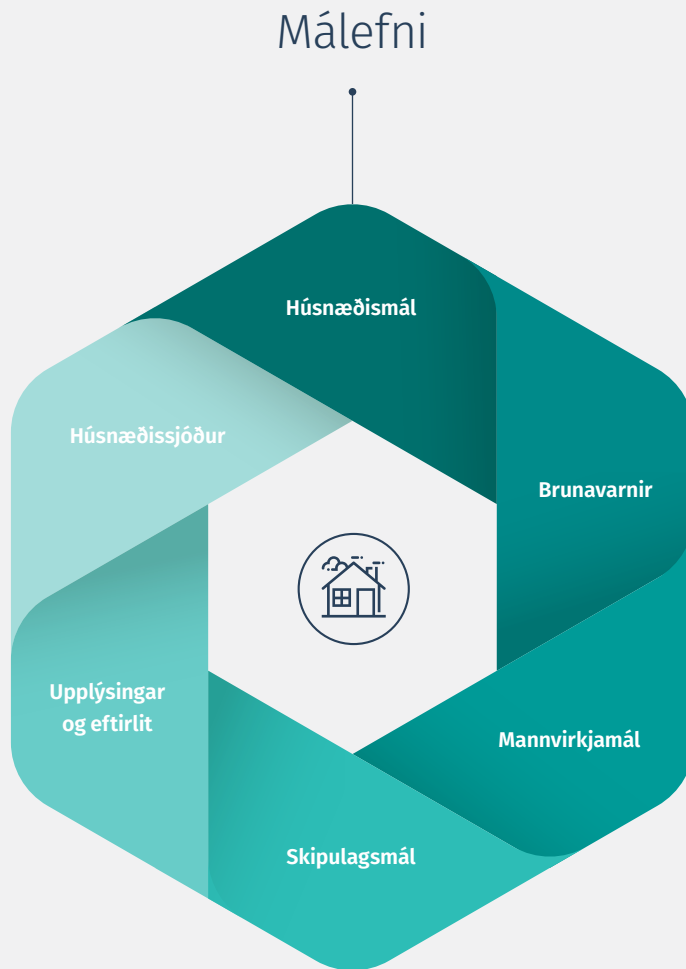 Málefni
Húsnæðismál
Brunavarnir
Mannvirkjamál
Skipulagsmál
Upplýsingar
og eftirlit
Húsnæðissjóður